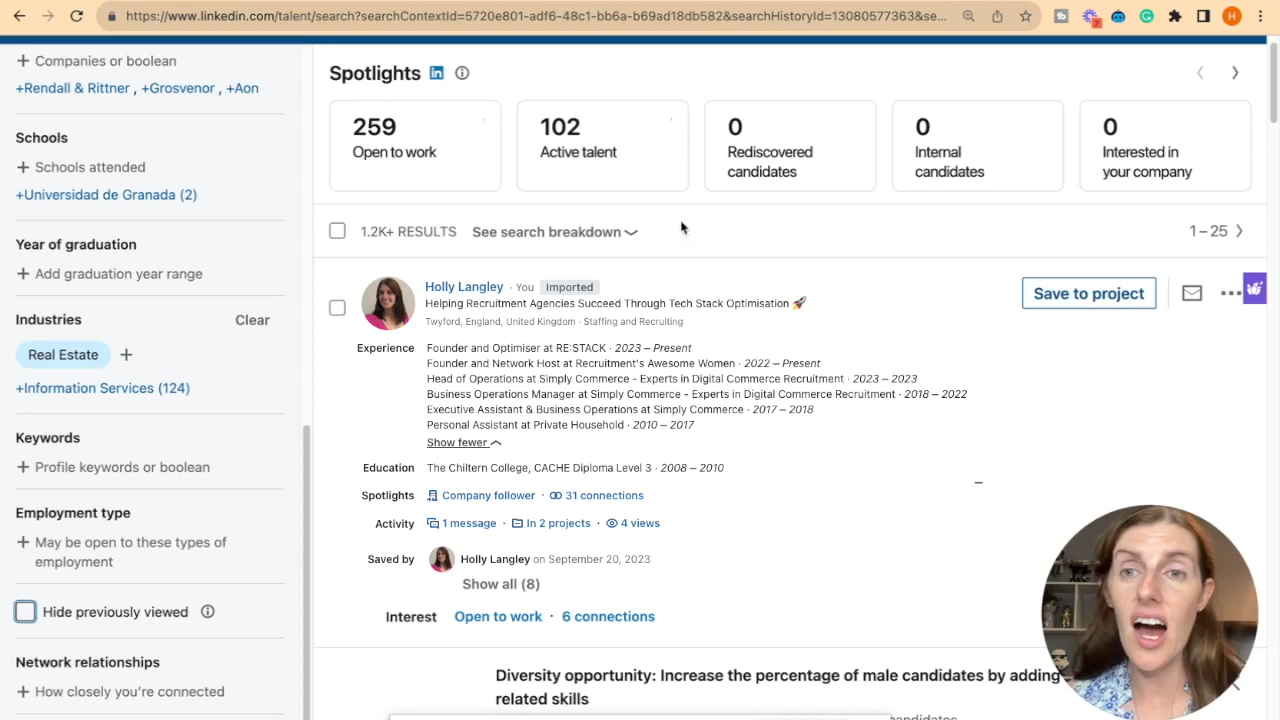 https://www.linkedin.com/talent/search?searchContextId=5720e801-adf6-48c1-bb6a-b69ad18db582&searchHistoryId=13080577363&se...
7
H
+ Companies or boolean
+Rendall & Rittner , +Grosvenor , +Aon
Schools
+ Schools attended
+Universidad de Granada (2)
Year of graduation
+ Add graduation year range
Industries Clear
Real Estate +
+Information Services (124)
Keywords
+ Profile keywords or boolean
Employment type
+ May be open to these types of
employment
Hide previously viewed
Network relationships
+ How closely you're connected
Spotlights in
259
Open to work
102
Active talent
0
Rediscovered
candidates
0
Internal
candidates
0
Interested in
your company
1.2K+ RESULTS See search breakdown 1 – 25
Holly Langley · You Imported
Helping Recruitment Agencies Succeed Through Tech Stack Optimisation 🚀
Twyford, England, United Kingdom · Staffing and Recruiting
Save to project
Experience Founder and Optimiser at RE:STACK · 2023 – Present
Founder and Network Host at Recruitment's Awesome Women · 2022 – Present
Head of Operations at Simply Commerce - Experts in Digital Commerce Recruitment · 2023 – 2023
Business Operations Manager at Simply Commerce - Experts in Digital Commerce Recruitment · 2018 – 2022
Executive Assistant & Business Operations at Simply Commerce · 2017 – 2018
Personal Assistant at Private Household · 2010 – 2017
Show fewer
Education The Chiltern College, CACHE Diploma Level 3 · 2008 – 2010
Spotlights Company follower · 31 connections
Activity 1 message · In 2 projects · 4 views
Saved by Holly Langley on September 20, 2023
Show all (8)
Interest Open to work · 6 connections
Diversity opportunity: Increase the percentage of male candidates by adding
related skills
candidates